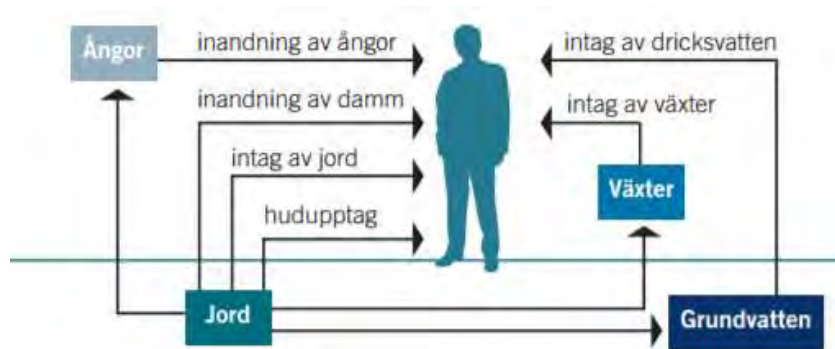 Ångor
inandning av ångor
intag av dricksvatten
inandning av damm
intag av växter
intag av jord
Växter
hudupptag
Jord
Grundvatten